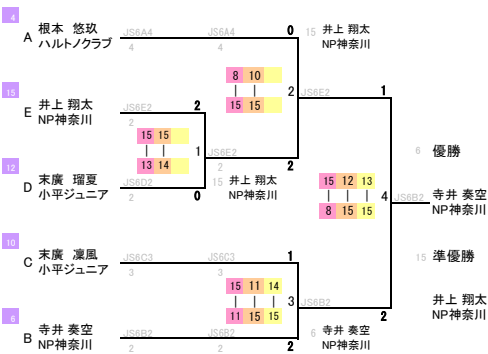 4
A 根本 悠玖
ハルトノクラブ
JS6A4 JS6A4 0
4 4
15 井上 翔太
NP神奈川
8 10
| |
15 15
2 JS6E2 1
15
E 井上 翔太
NP神奈川
JS6E2 2
2
15 15
| |
13 14
1 JS6E2 2
2
15 井上 翔太
NP神奈川
12
D 末廣 瑠夏
小平ジュニア
JS6D2 0
2
6 優勝
15 12 13
| | |
8 15 15
4 JS6B2
寺井 奏空
NP神奈川
10
C 末廣 凜風
小平ジュニア
JS6C3 JS6C3 1
3 3
15 準優勝
15 11 14
| | |
11 15 15
3 JS6B2 2
井上 翔太
NP神奈川
6
B 寺井 奏空
NP神奈川
JS6B2 JS6B2 2
2 2
6 寺井 奏空
NP神奈川